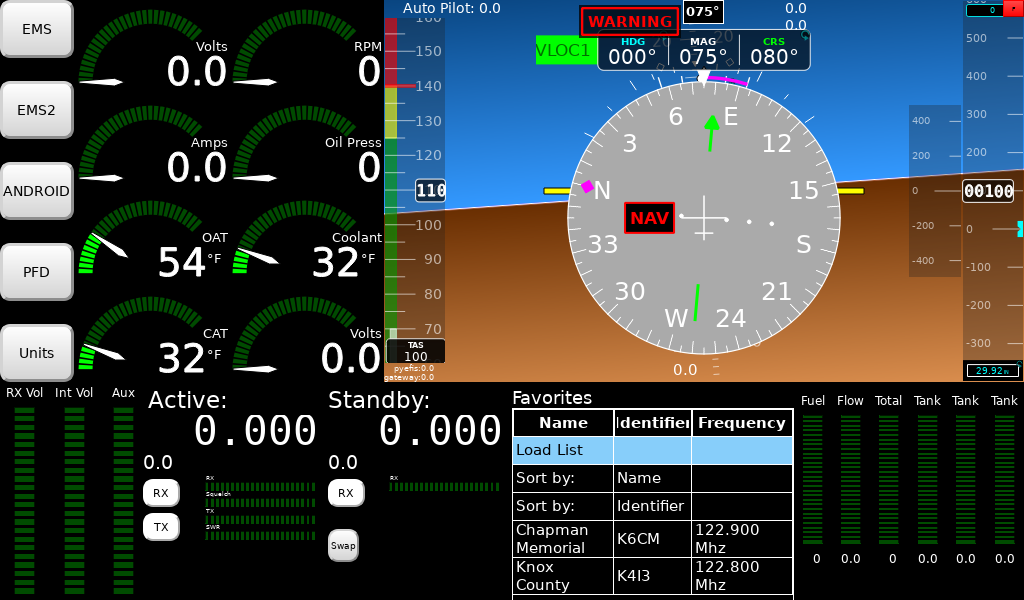 EMS
EMS2
ANDROID
PFD
Units
Volts
0.0
RPM
0
Amps
0.0
Oil Press
0
OAT
54 °F
Coolant
32 °F
CAT
32 °F
Volts
0.0
Auto Pilot: 0.0
WARNING
075°
0.0
0.0
VLOC1
HDG
000°
MAG
075°
CRS
080°
20
160
150
140
130
120
110
100
90
80
70
TAS
100
pyefis:0.0
gateway:0.0
6
E
3
12
N
15
NAV
33
S
30
21
W
24
0.0
400
200
0
-200
-400
0
500
400
300
200
00100
0
-100
-200
-300
29.92
RX Vol
Int Vol
Aux
Active:
0.000
0.0
RX
TX
RX
Squelch
TX
SWR
Standby:
0.000
0.0
RX
RX
Swap
Favorites
Name Identifier Frequency
Load List
Sort by: Name
Sort by: Identifier
Chapman Memorial K6CM 122.900 Mhz
Knox County K4I3 122.800 Mhz
Fuel Flow Total Tank Tank Tank
0 0.0 0 0.0 0.0 0.0